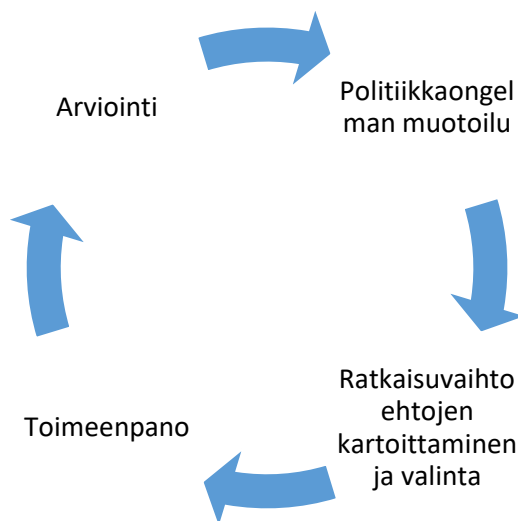 Arviointi
Politiikkaongel
man muotoilu
Toimeenpano
Ratkaisuvaihto
ehtojen
kartoittaminen
ja valinta